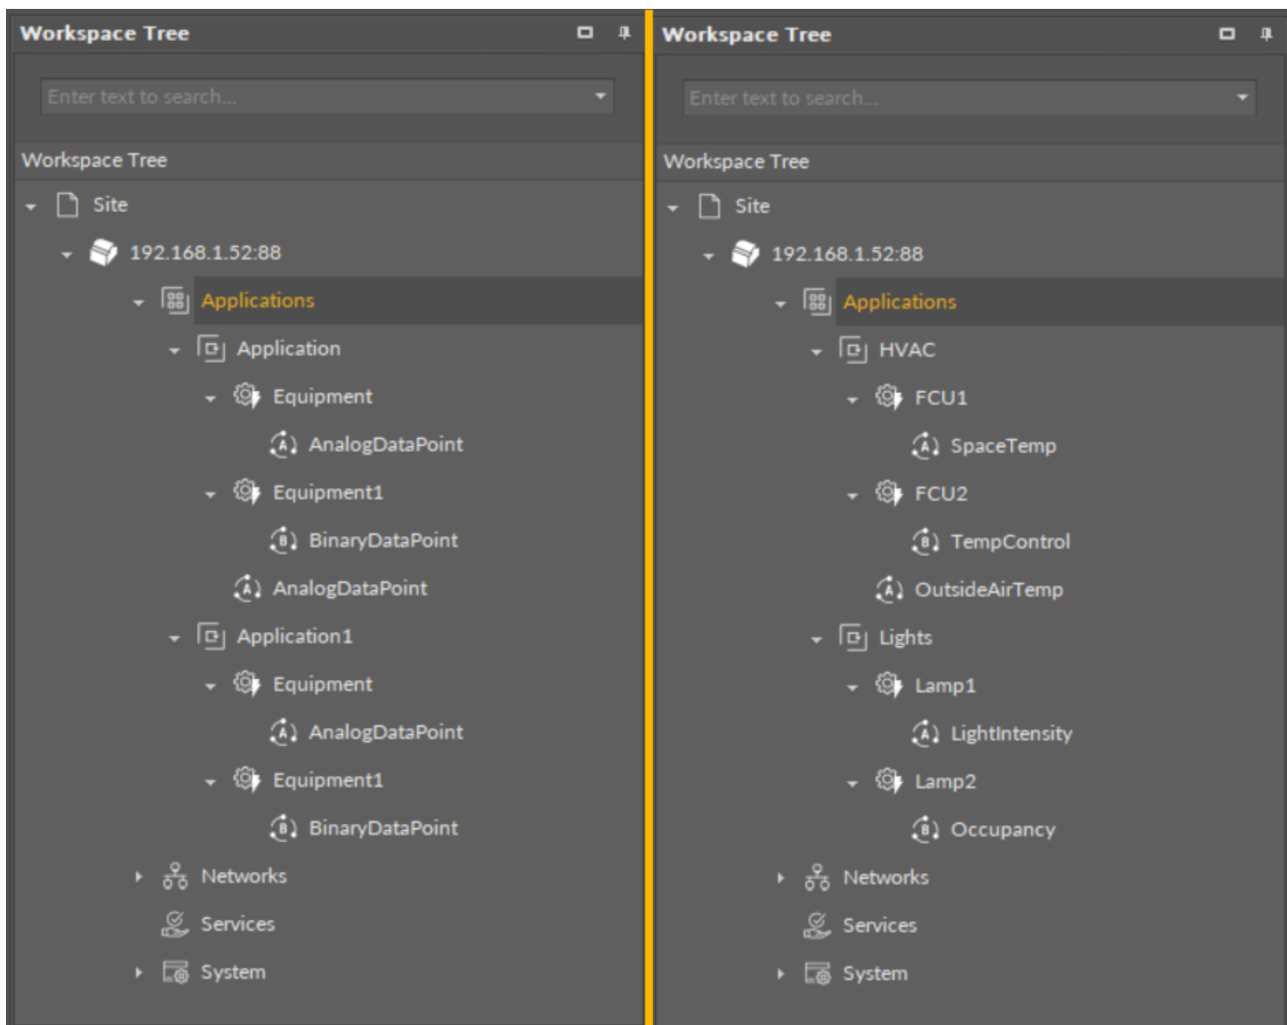 Workspace Tree
Enter text to search...
Workspace Tree
Site
192.168.1.52:88
Applications
Application
Equipment
A AnalogDataPoint
Equipment1
B BinaryDataPoint
A AnalogDataPoint
Application1
Equipment
A AnalogDataPoint
Equipment1
B BinaryDataPoint
Networks
Services
System
Workspace Tree
Enter text to search...
Workspace Tree
Site
192.168.1.52:88
Applications
HVAC
FCU1
A SpaceTemp
FCU2
B TempControl
A OutsideAirTemp
Lights
Lamp1
A LightIntensity
Lamp2
B Occupancy
Networks
Services
System